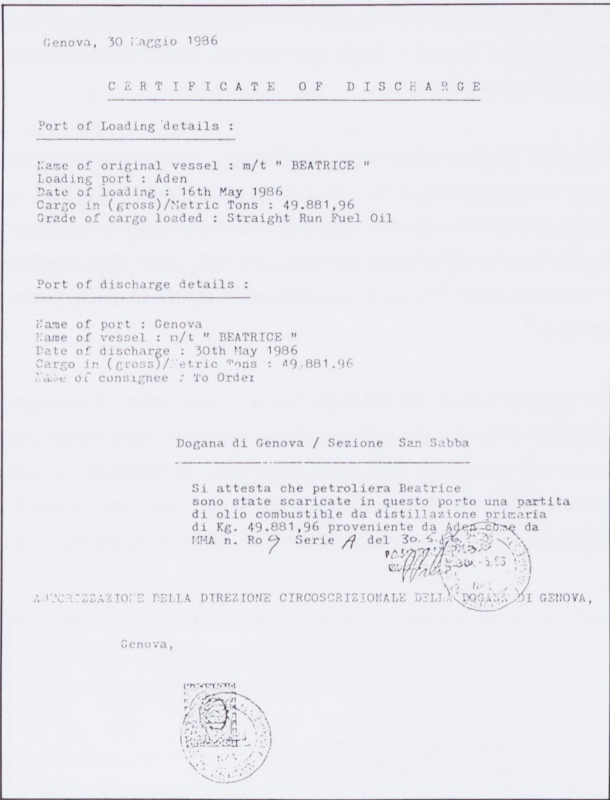 Genova, 30 Maggio 1986
CERTIFICATE OF DISCHARGE
Port of Loading details :
Name of original vessel : m/t " BEATRICE "
Loading port : Aden
Date of loading : 16th May 1986
Cargo in (gross)/Metric Tons : 49.881,96
Grade of cargo loaded : Straight Run Fuel Oil
Port of discharge details :
Name of port : Genova
Name of vessel : m/t " BEATRICE "
Date of discharge : 30th May 1986
Cargo in (gross)/Metric Tons : 49.881.96
Name of consignee : To Order
Dogana di Genova / Sezione San Sabba
Si attesta che petroliera Beatrice
sono state scaricate in questo porto una partita
di olio combustibile da distillazione primaria
di Kg. 49.881,96 proveniente da Aden come da
MMA n. Ro 9 Serie A del 30.5.
AUTORIZZAZIONE DELLA DIREZIONE CIRCOSCRIZIONALE DELLA DOGANA DI GENOVA,
Genova,